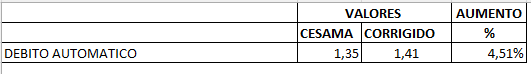 VALORES AUMENTO
CESAMA CORRIGIDO %
DEBITO AUTOMATICO 1,35 1,41 4,51%